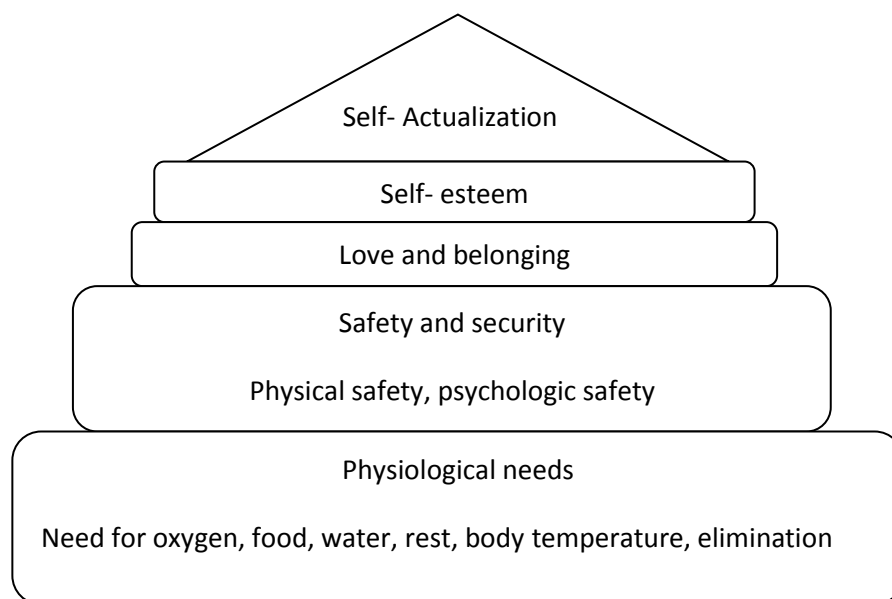 Self- Actualization
Self- esteem
Love and belonging
Safety and security
Physical safety, psychologic safety
Physiological needs
Need for oxygen, food, water, rest, body temperature, elimination